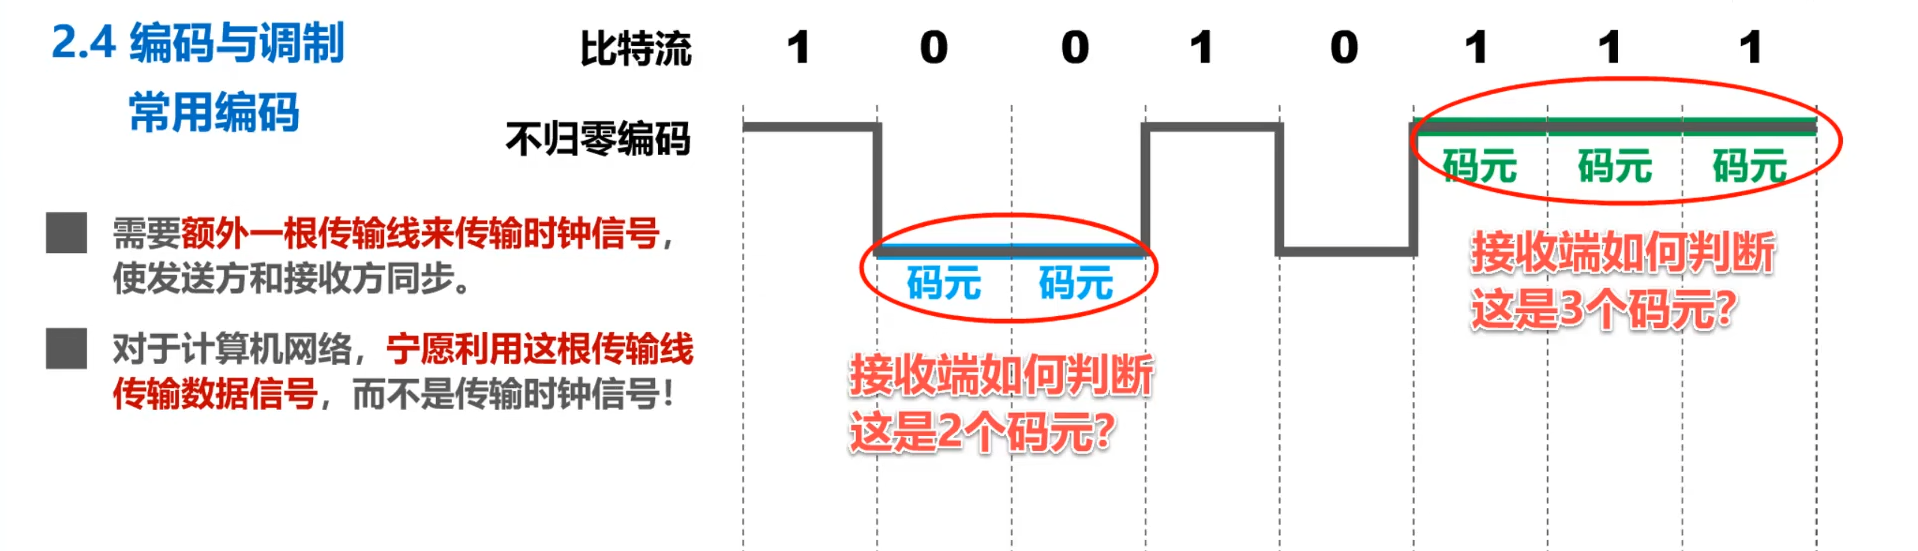 2.4 编码与调制
常用编码
比特流 1 0 0 1 0 1 1 1
不归零编码
码元 码元 码元
码元 码元
接收端如何判断
这是3个码元?
接收端如何判断
这是2个码元?
需要额外一根传输线来传输时钟信号，
使发送方和接收方同步。
对于计算机网络，宁愿利用这根传输线
传输数据信号，而不是传输时钟信号！